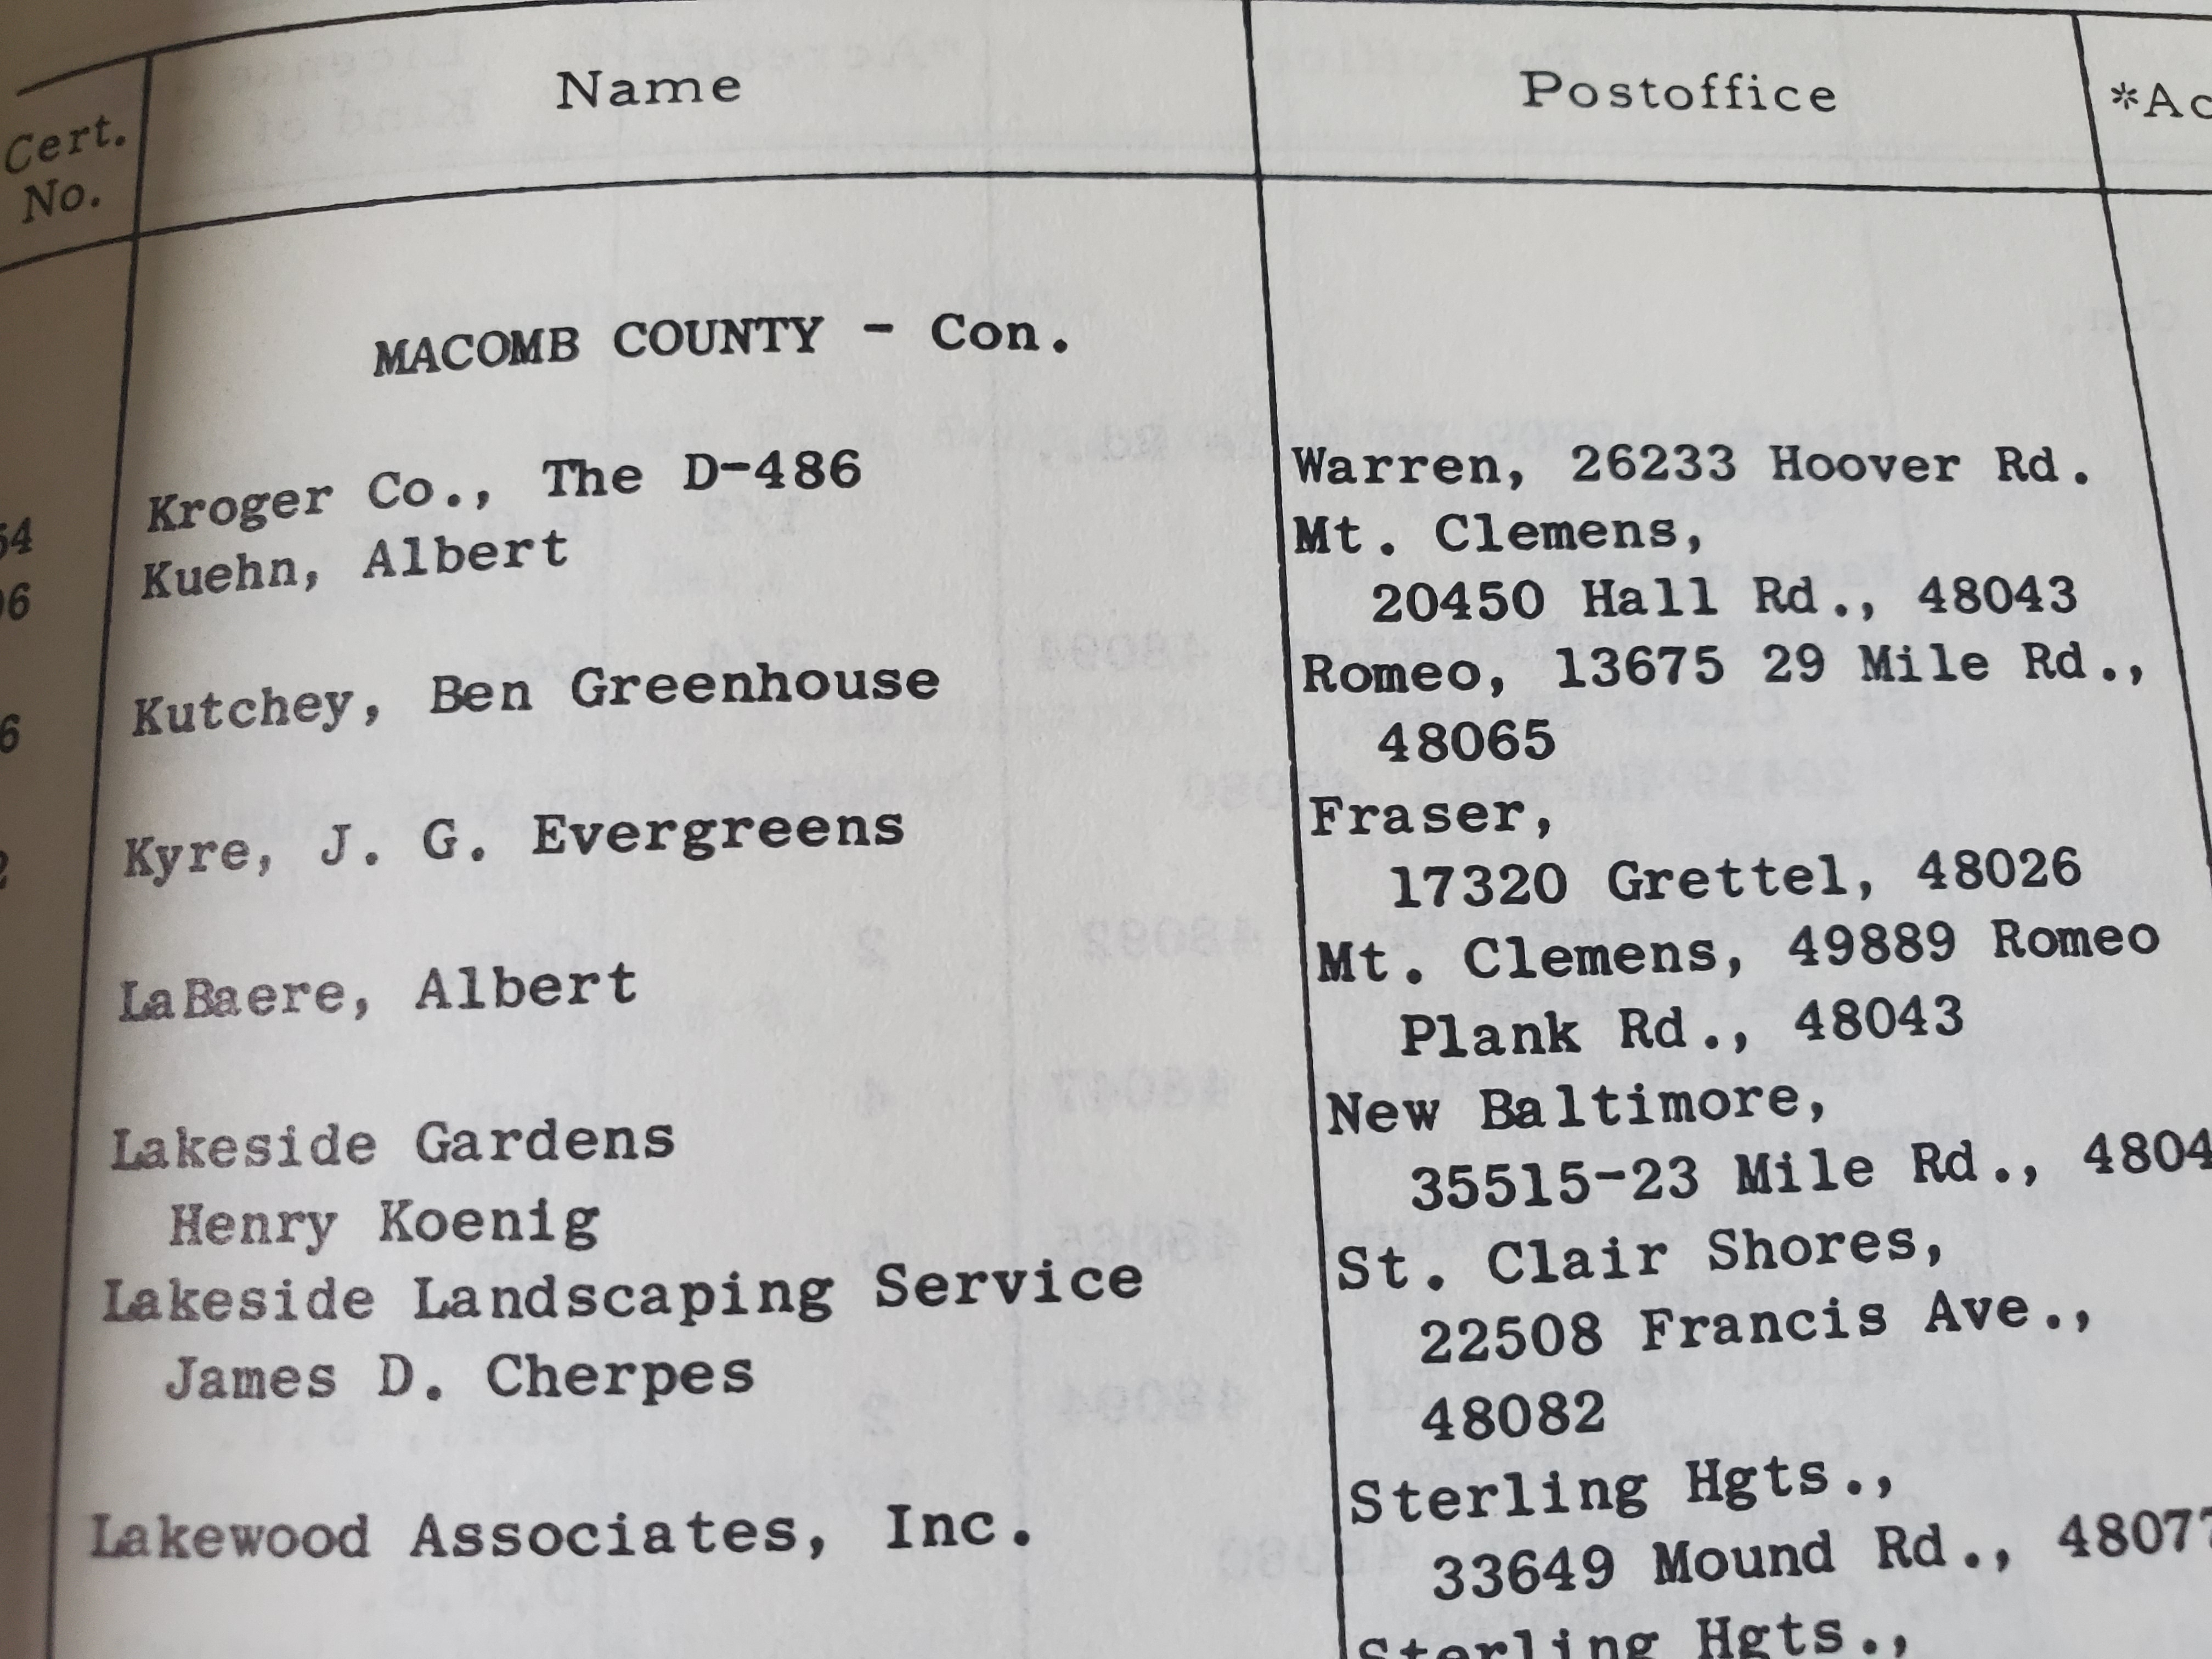 Cert. No.
Name
Postoffice
MACOMB COUNTY - Con.
Kroger Co., The D-486
Warren, 26233 Hoover Rd.
Kuehn, Albert
Mt. Clemens,
20450 Hall Rd., 48043
Kutchey, Ben Greenhouse
Romeo, 13675 29 Mile Rd.,
48065
Kyre, J. G. Evergreens
Fraser,
17320 Grettel, 48026
LaBaere, Albert
Mt. Clemens, 49889 Romeo
Plank Rd., 48043
Lakeside Gardens
New Baltimore,
Henry Koenig
35515-23 Mile Rd.,
Lakeside Landscaping Service
St. Clair Shores,
James D. Cherpes
22508 Francis Ave.,
48082
Lakewood Associates, Inc.
Sterling Hgts.,
33649 Mound Rd.,
Sterling Hgts.,